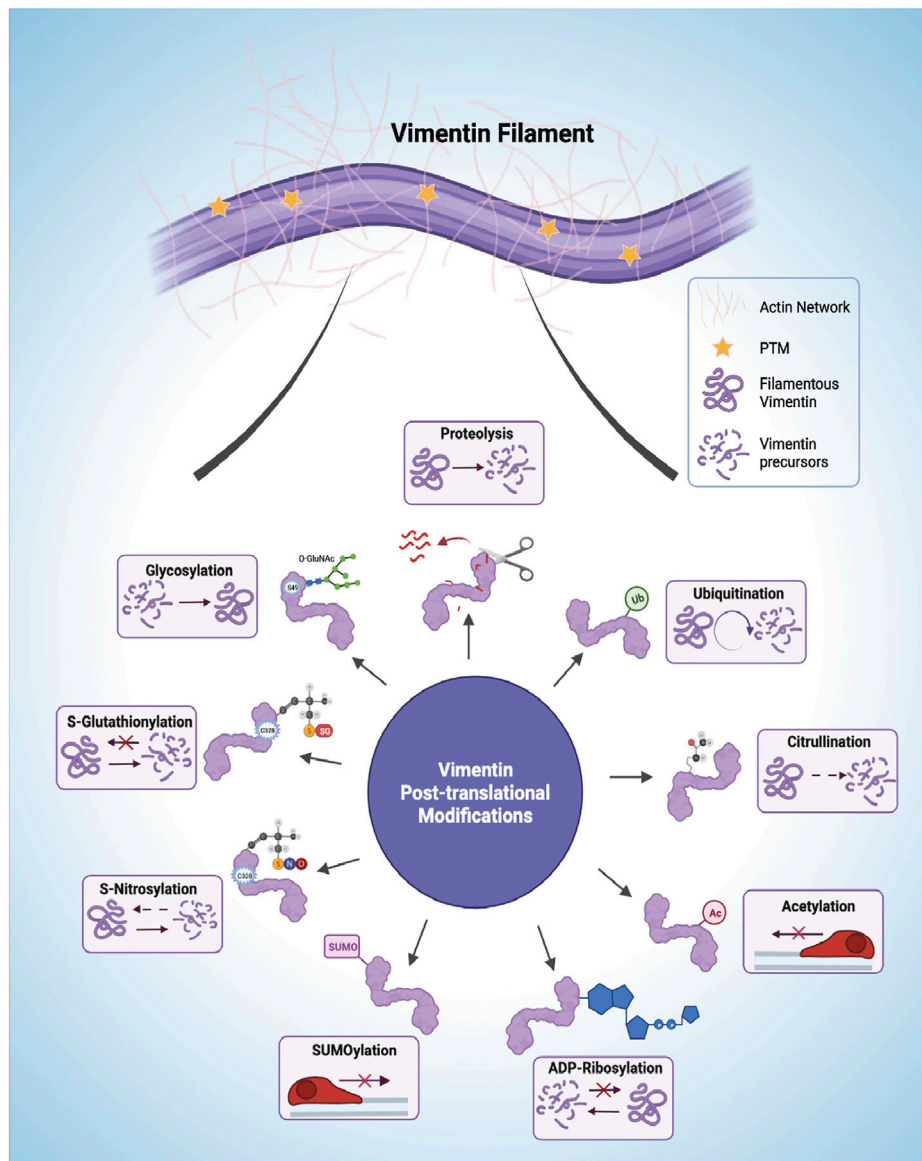 Vimentin Filament
Actin Network
PTM
Filamentous
Vimentin
Vimentin
precursors
Proteolysis
Glycosylation
O-GluNAc
S49
Ub
Ubiquitination
S-Glutathionylation
C328
H
H
C
C
C
C
H
H
C
H
S
SG
Citrullination
Vimentin
Post-translational
Modifications
S-Nitrosylation
C328
S
N
O
Ac
Acetylation
SUMO
SUMOylation
P
P
ADP-Ribosylation